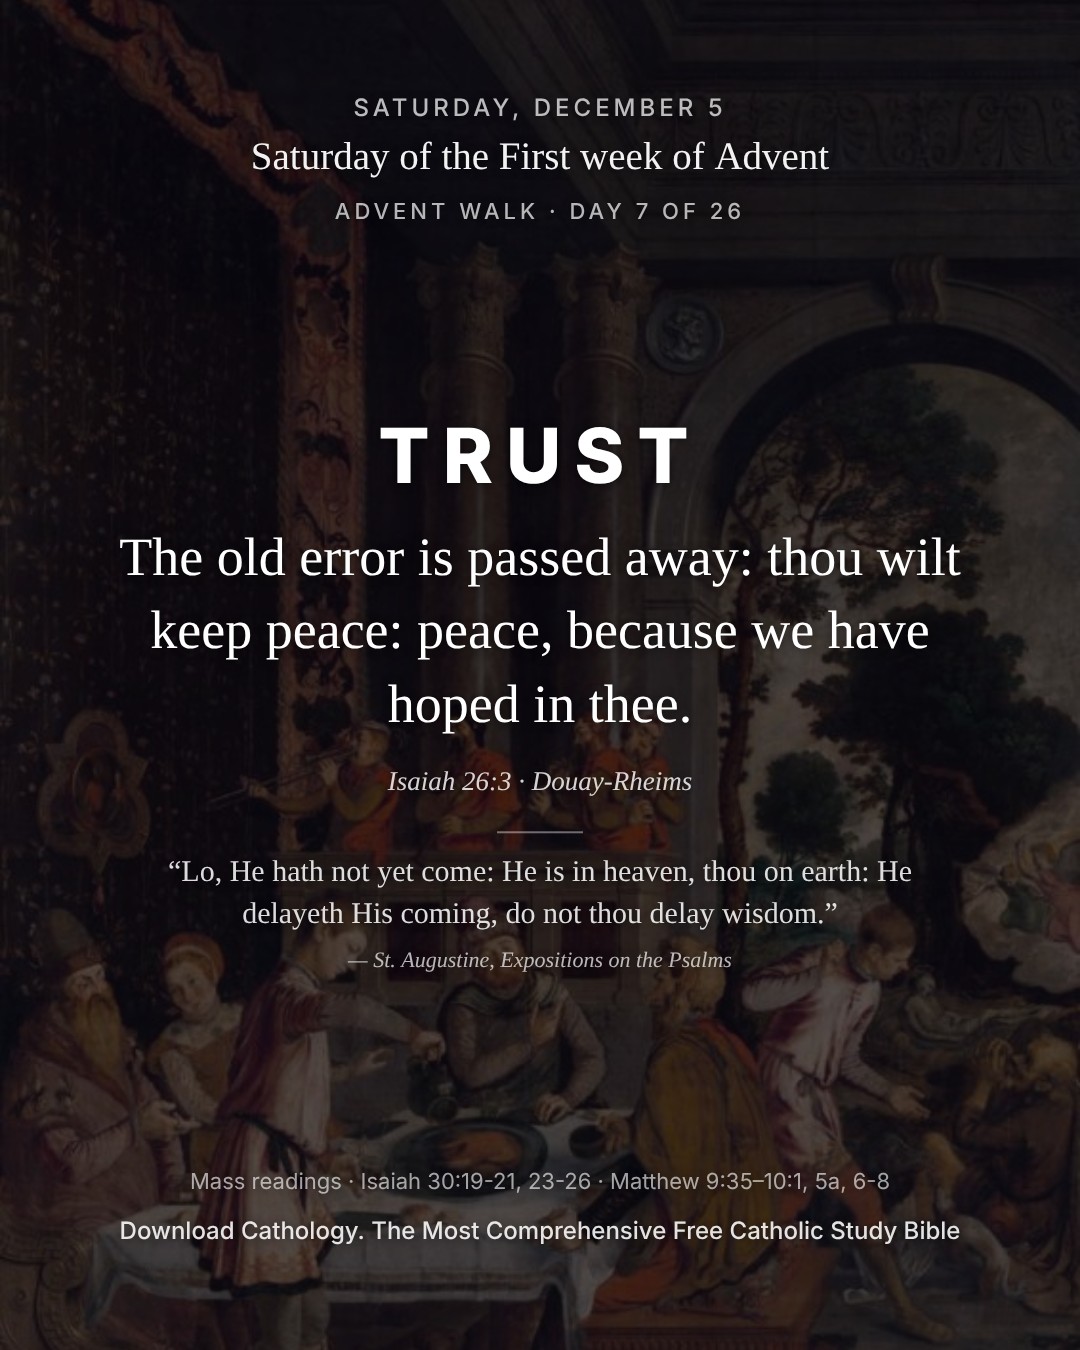 SATURDAY, DECEMBER 5
Saturday of the First week of Advent
ADVENT WALK · DAY 7 OF 26
TRUST
The old error is passed away: thou wilt
keep peace: peace, because we have
hoped in thee.
Isaiah 26:3 · Douay-Rheims
“Lo, He hath not yet come: He is in heaven, thou on earth: He
delayeth His coming, do not thou delay wisdom.”
— St. Augustine, Expositions on the Psalms
Mass readings · Isaiah 30:19-21, 23-26 · Matthew 9:35–10:1, 5a, 6-8
Download Cathology. The Most Comprehensive Free Catholic Study Bible